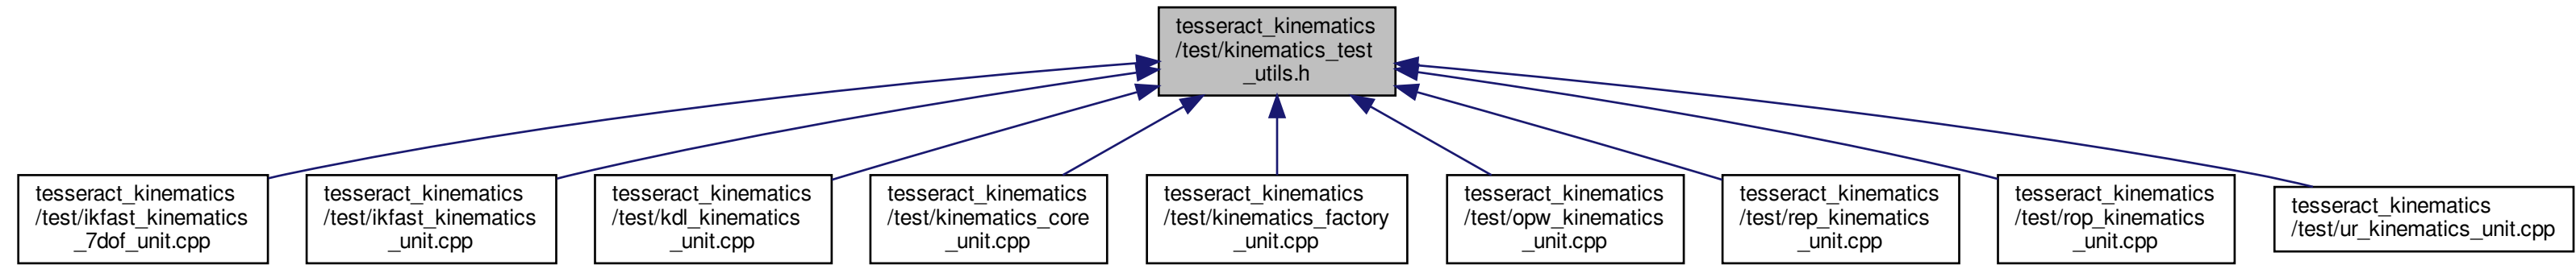 tesseract_kinematics
/test/kinematics_test
_utils.h
tesseract_kinematics
/test/ikfast_kinematics
_7dof_unit.cpp
tesseract_kinematics
/test/ikfast_kinematics
_unit.cpp
tesseract_kinematics
/test/kdl_kinematics
_unit.cpp
tesseract_kinematics
/test/kinematics_core
_unit.cpp
tesseract_kinematics
/test/kinematics_factory
_unit.cpp
tesseract_kinematics
/test/opw_kinematics
_unit.cpp
tesseract_kinematics
/test/rep_kinematics
_unit.cpp
tesseract_kinematics
/test/rop_kinematics
_unit.cpp
tesseract_kinematics
/test/ur_kinematics_unit.cpp